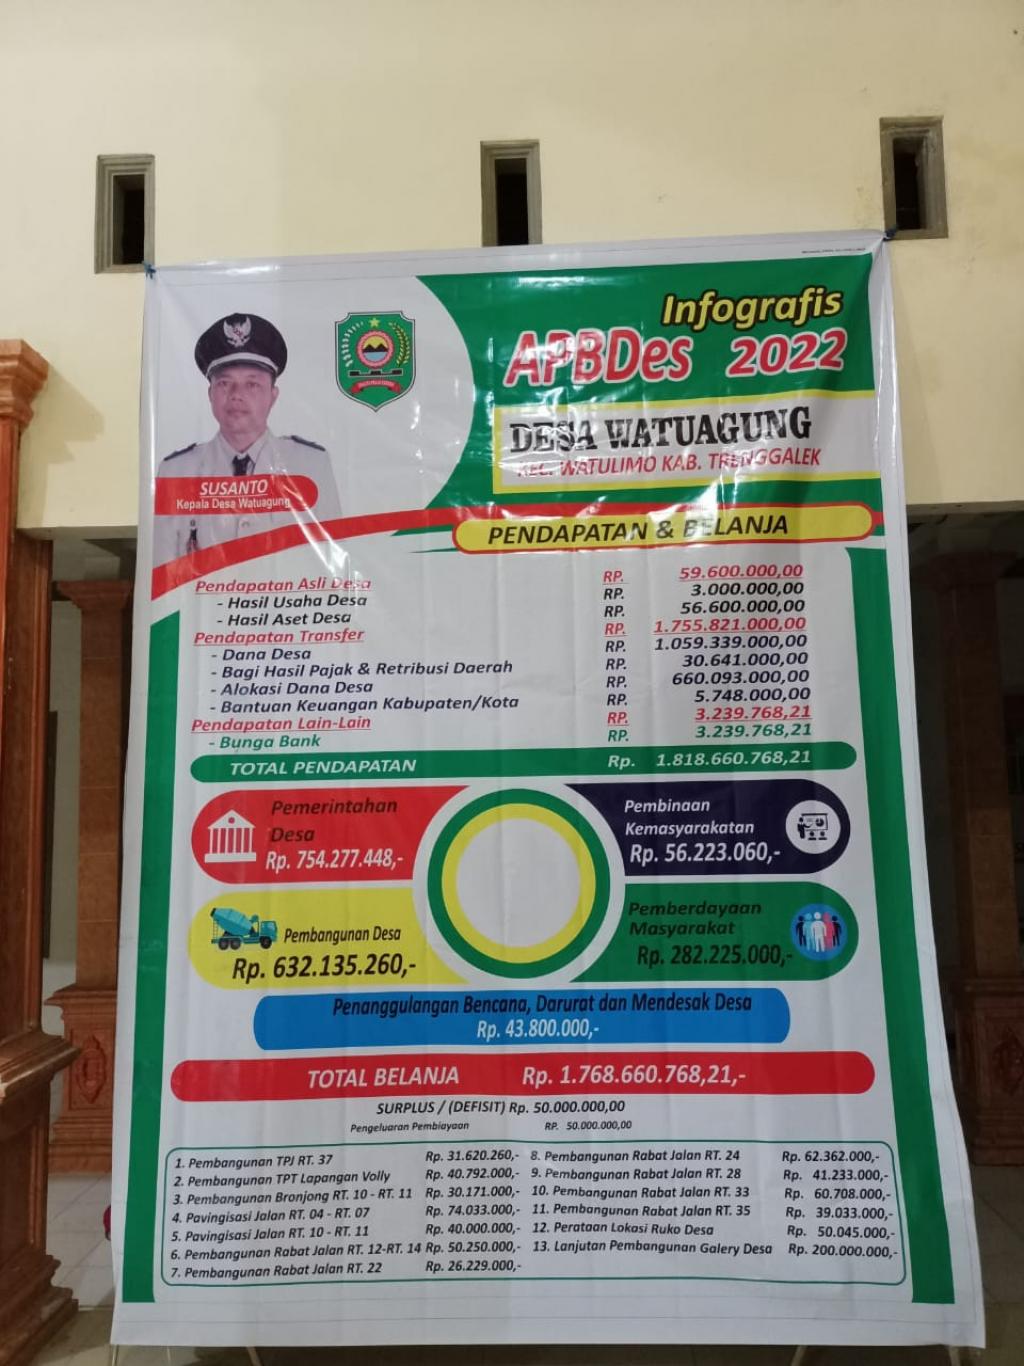 Infografis
APBDes 2022
DESA WATUAGUNG
KEC. WATULIMO KAB. TRENGGALEK
SUSANTO
Kepala Desa Watuagung
PENDAPATAN & BELANJA
Pendapatan Asli Desa RP. 59.600.000,00
- Hasil Usaha Desa RP. 3.000.000,00
- Hasil Aset Desa RP. 56.600.000,00
Pendapatan Transfer RP. 1.755.821.000,00
- Dana Desa RP. 1.059.339.000,00
- Bagi Hasil Pajak & Retribusi Daerah RP. 30.641.000,00
- Alokasi Dana Desa RP. 660.093.000,00
- Bantuan Keuangan Kabupaten/Kota RP. 5.748.000,00
Pendapatan Lain-Lain RP. 3.239.768,21
- Bunga Bank RP. 3.239.768,21
TOTAL PENDAPATAN Rp. 1.818.660.768,21
Pemerintahan
Desa
Rp. 754.277.448,-
Pembinaan
Kemasyarakatan
Rp. 56.223.060,-
Pembangunan Desa
Rp. 632.135.260,-
Pemberdayaan
Masyarakat
Rp. 282.225.000,-
Penanggulangan Bencana, Darurat dan Mendesak Desa
Rp. 43.800.000,-
TOTAL BELANJA Rp. 1.768.660.768,21,-
SURPLUS / (DEFISIT) Rp. 50.000.000,00
Pengeluaran Pembiayaan RP. 50.000.000,00
1. Pembangunan TPJ RT. 37 Rp. 31.620.260,-
2. Pembangunan TPT Lapangan Volly Rp. 40.792.000,-
3. Pembangunan Bronjong RT. 10 - RT. 11 Rp. 30.171.000,-
4. Pavingisasi Jalan RT. 04 - RT. 07 Rp. 74.033.000,-
5. Pavingisasi Jalan RT. 10 - RT. 11 Rp. 40.000.000,-
6. Pembangunan Rabat Jalan RT. 12-RT. 14 Rp. 50.250.000,-
7. Pembangunan Rabat Jalan RT. 22 Rp. 26.229.000,-
8. Pembangunan Rabat Jalan RT. 24 Rp. 62.362.000,-
9. Pembangunan Rabat Jalan RT. 28 Rp. 41.233.000,-
10. Pembangunan Rabat Jalan RT. 33 Rp. 60.708.000,-
11. Pembangunan Rabat Jalan RT. 35 Rp. 39.033.000,-
12. Perataan Lokasi Ruko Desa Rp. 50.045.000,-
13. Lanjutan Pembangunan Galery Desa Rp. 200.000.000,-